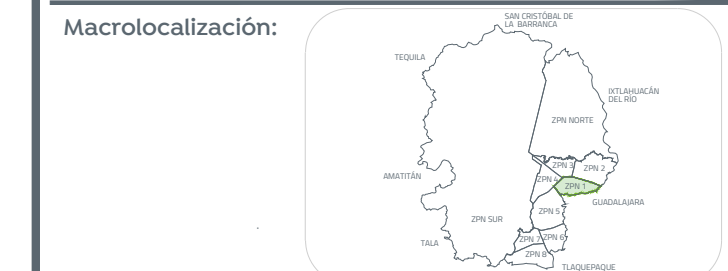 Macrolocalización:
SAN CRISTÓBAL DE
LA BARRANCA
TEQUILA
IXTLAHUACÁN
DEL RÍO
ZPN NORTE
ZPN 3
ZPN 2
AMATITÁN
ZPN 4
ZPN 1
GUADALAJARA
ZPN 5
ZPN SUR
ZPN 7
ZPN 6
TALA
ZPN 8
TLAQUEPAQUE